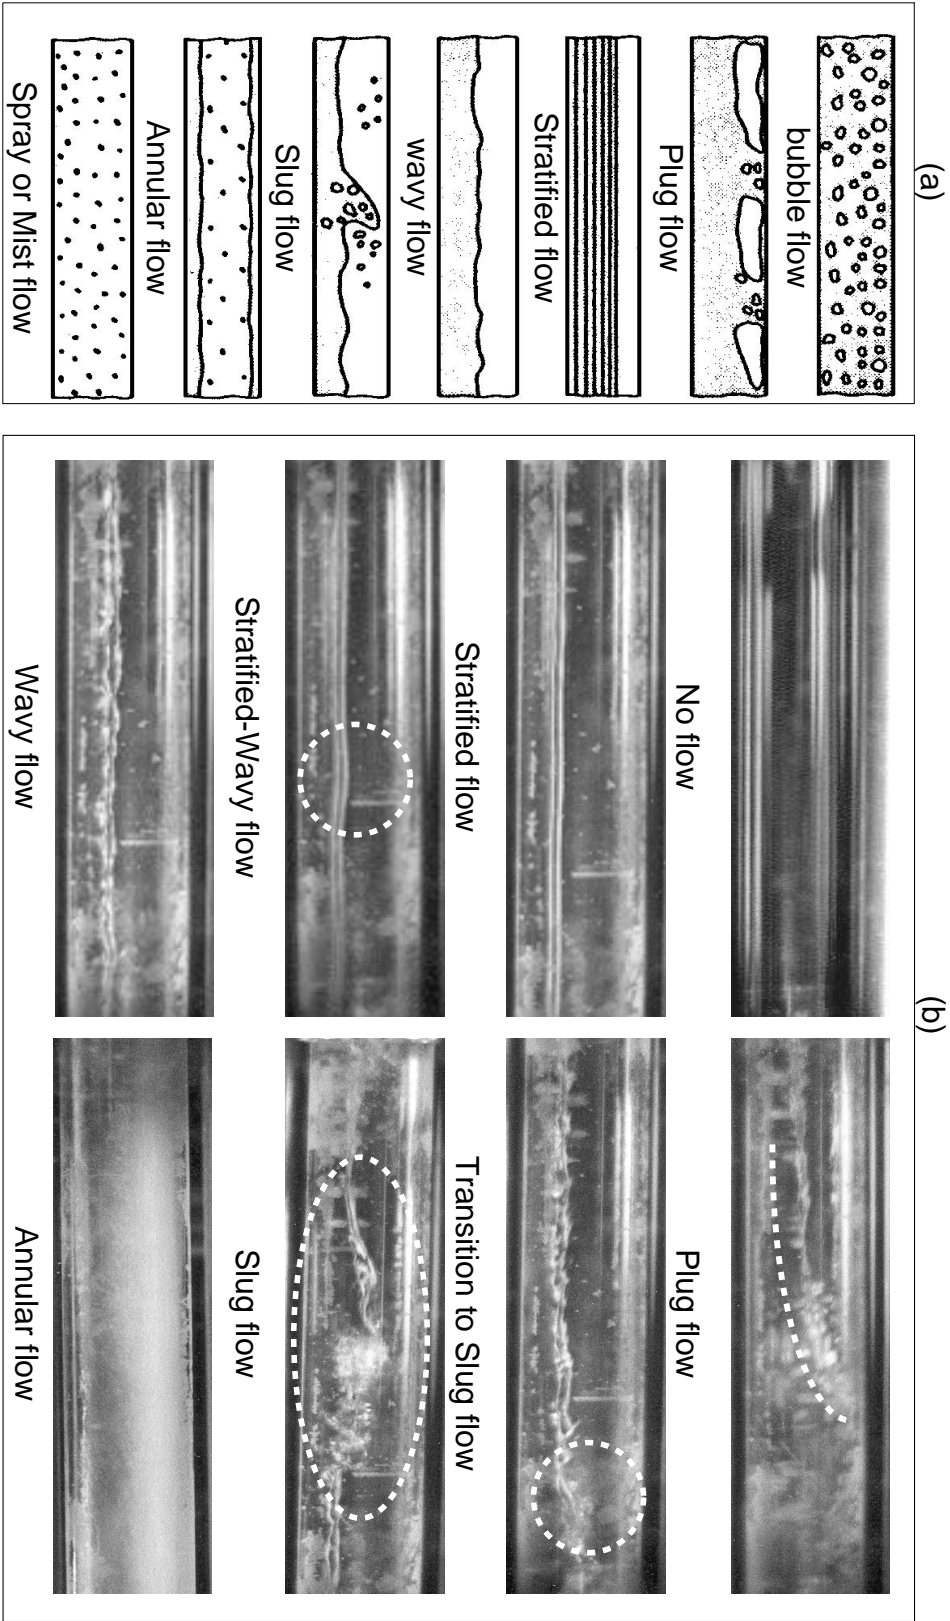 (a)
bubble flow
Plug flow
Stratified flow
wavy flow
Slug flow
Annular flow
Spray or Mist flow
(b)
No flow
Plug flow
Stratified flow
Transition to Slug flow
Stratified-Wavy flow
Slug flow
Wavy flow
Annular flow